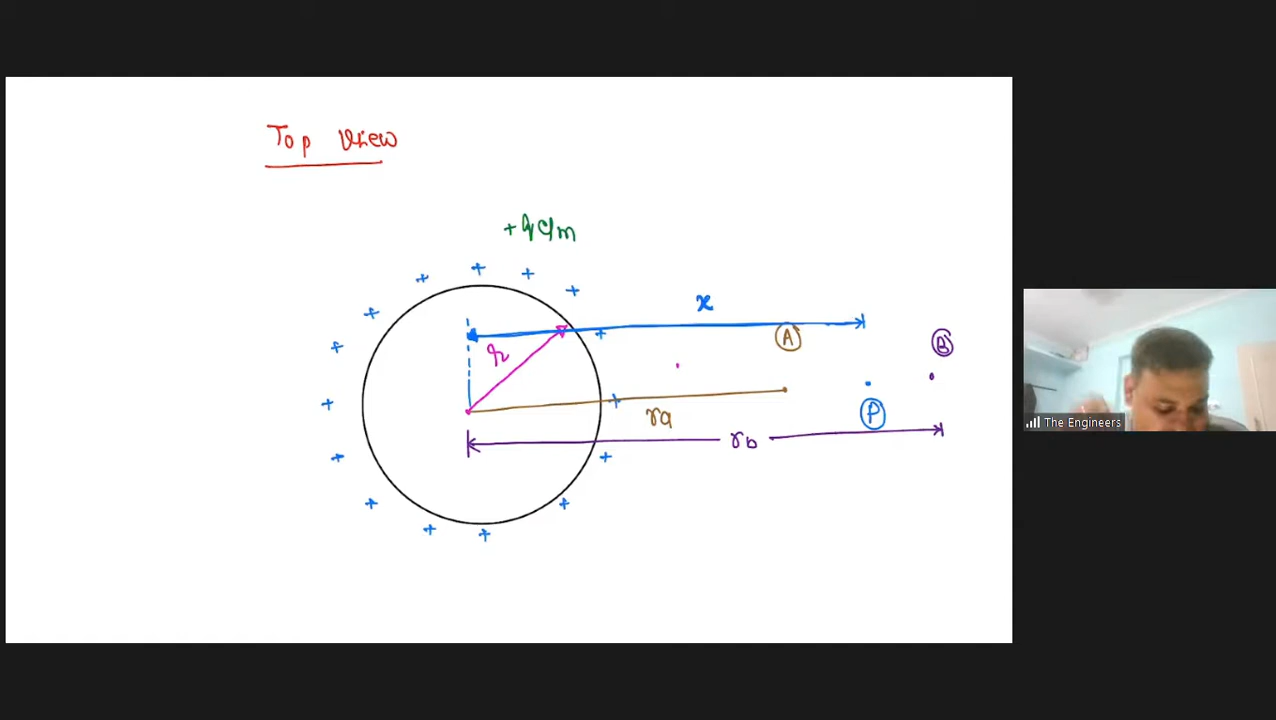 Top View
+q c/m
x
A
B
r
P
ra
rb
The Engineers